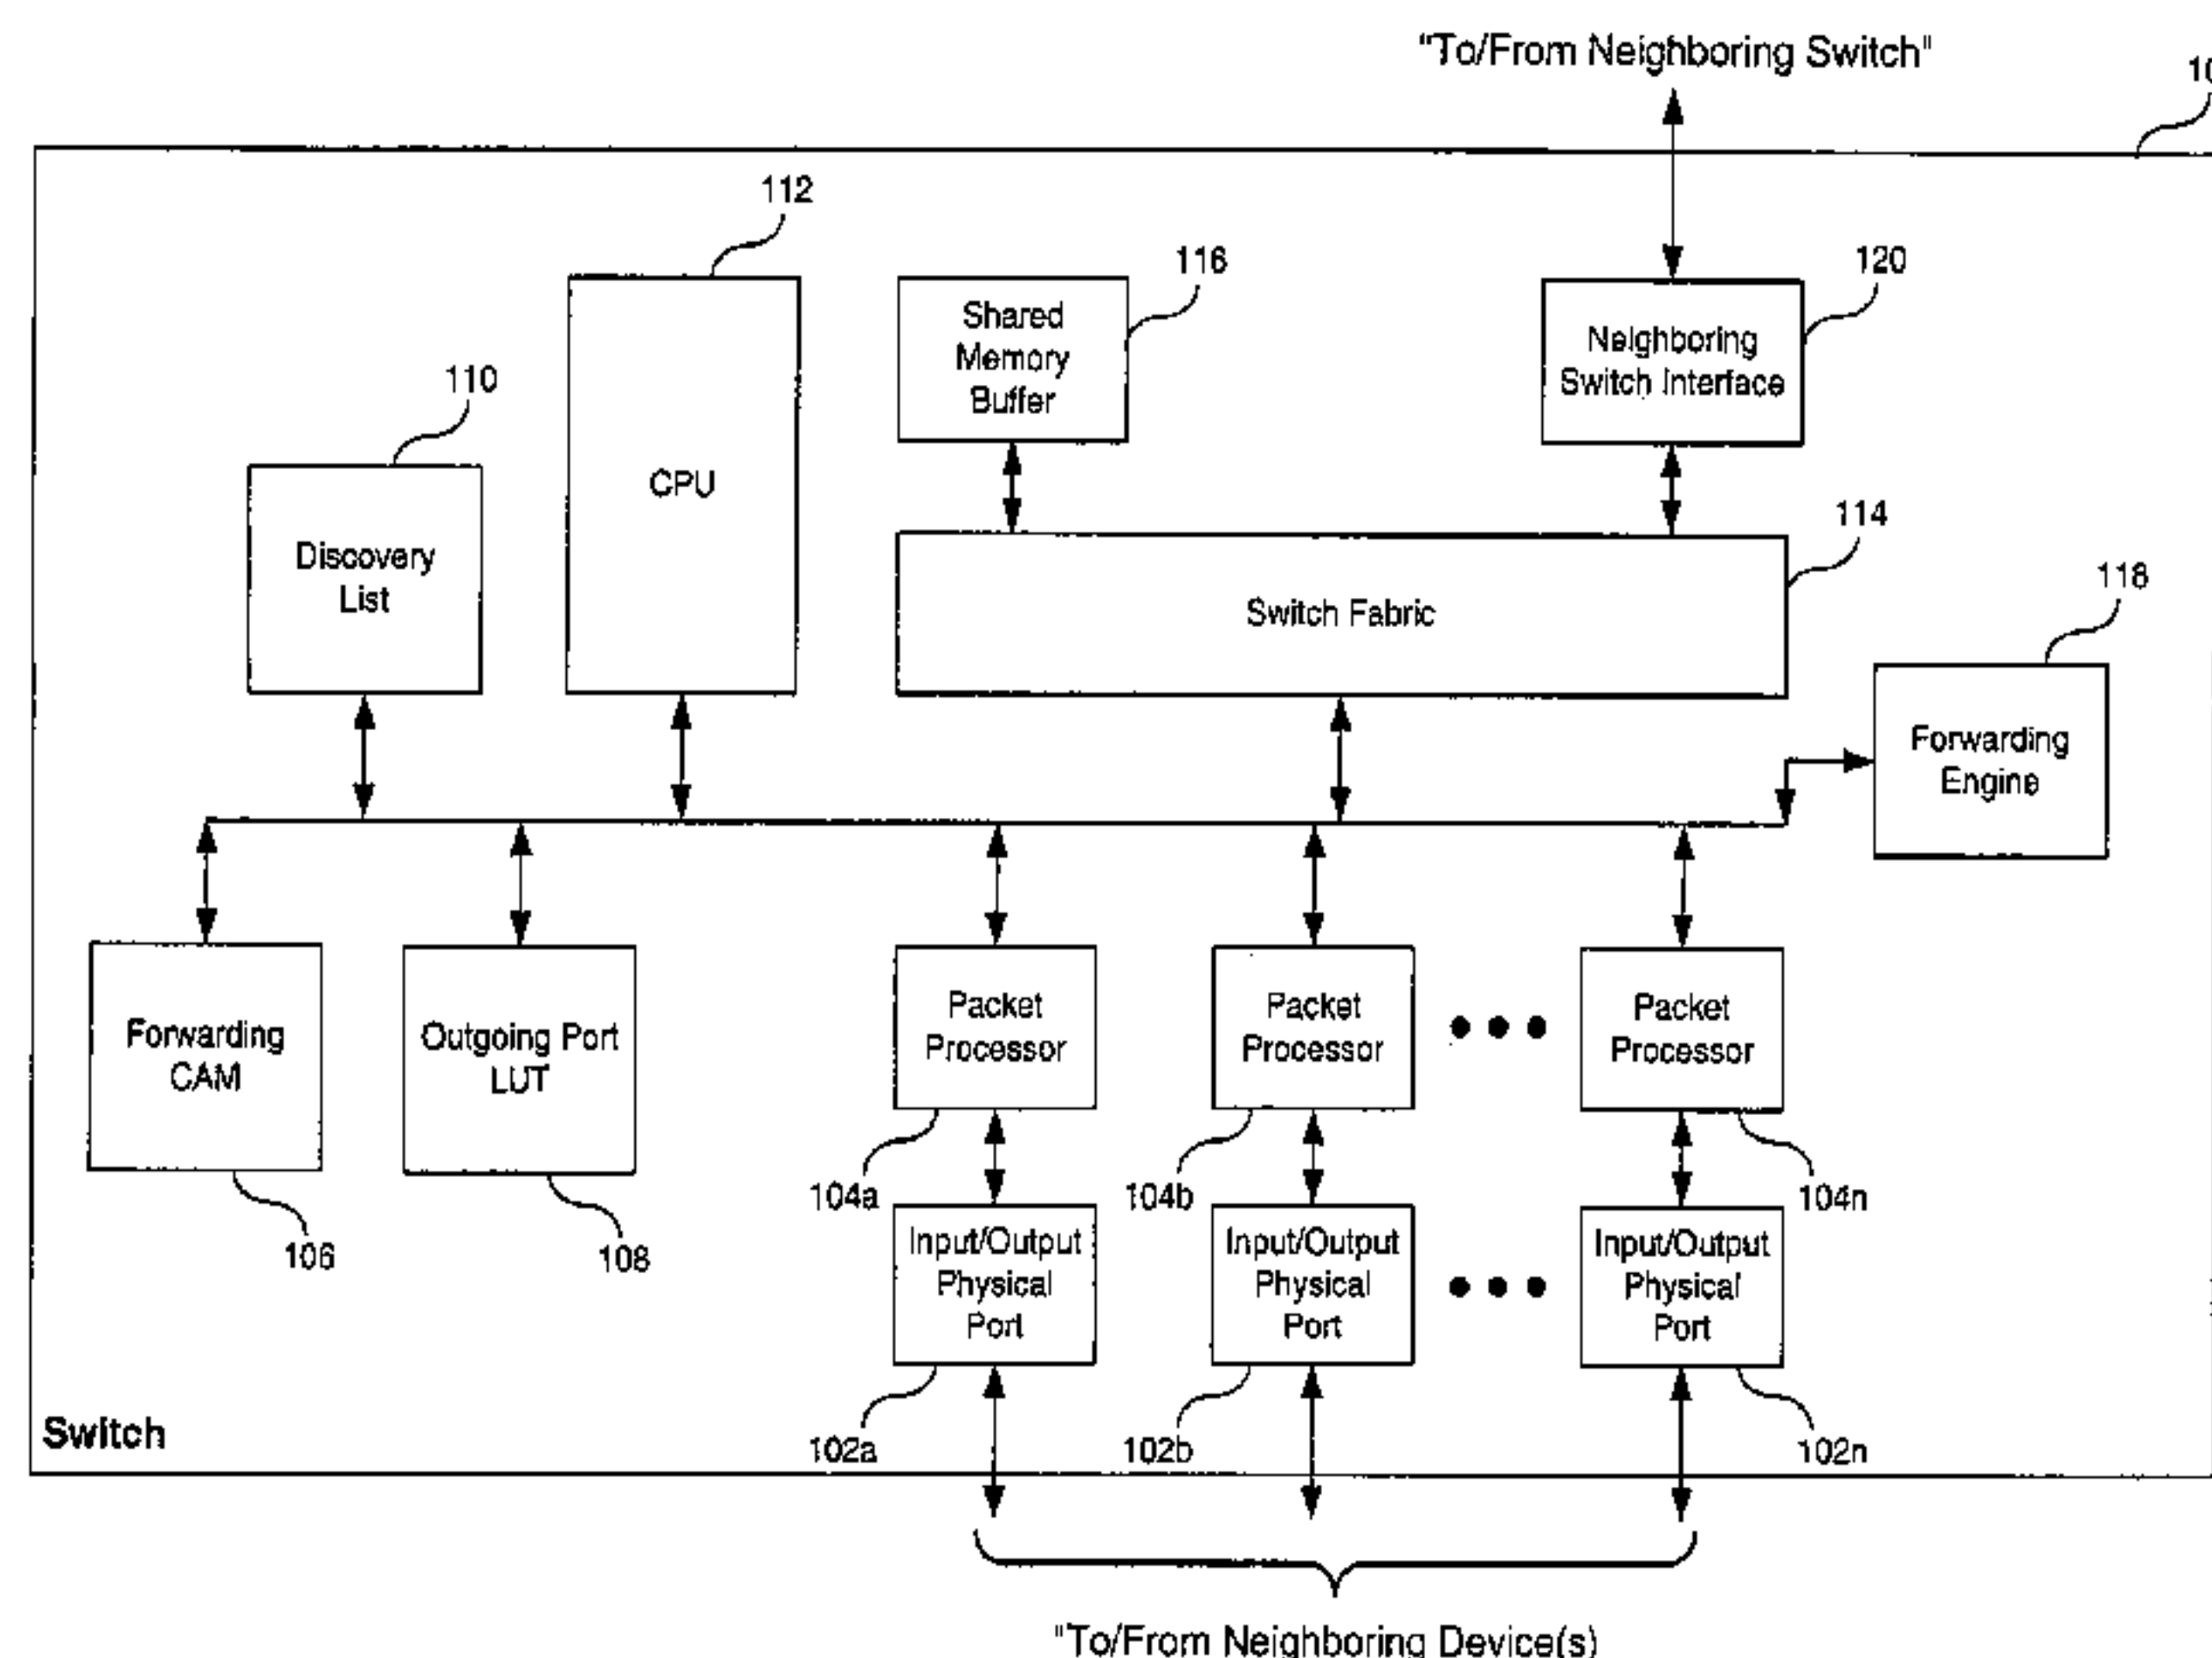 "To/From Neighboring Switch"
10
112
116
120
Shared
Memory
Buffer
Neighboring
Switch Interface
110
CPU
114
Discovery
List
Switch Fabric
118
Forwarding
Engine
Forwarding
CAM
Outgoing Port
LUT
Packet
Processor
Packet
Processor
Packet
Processor
104a
104b
104n
106
108
Input/Output
Physical
Port
Input/Output
Physical
Port
Input/Output
Physical
Port
Switch
102a
102b
102n
"To/From Neighboring Device(s)